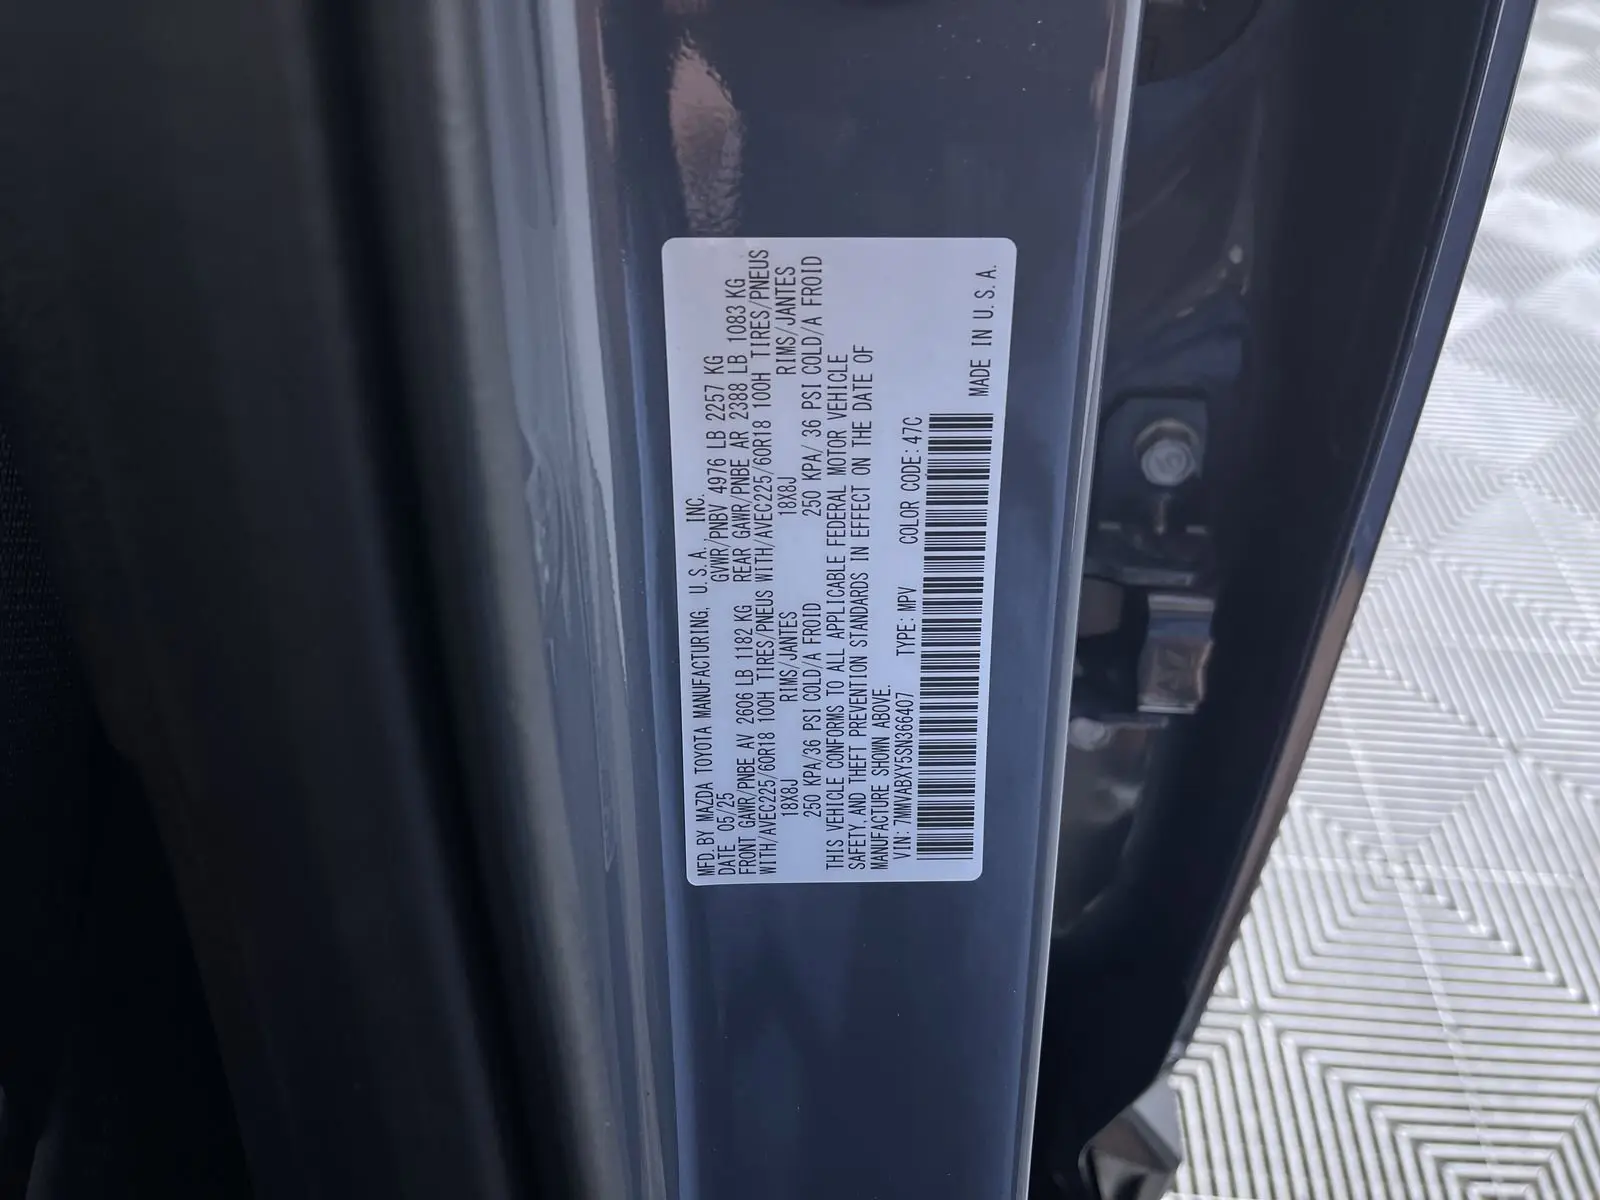 MFD. BY MAZDA TOYOTA MANUFACTURING, U. S. A., INC.
DATE 05/25 GVWR/PNBV 4976 LB 2257 KG
FRONT GAWR/PNBE AV 2606 LB 1182 KG REAR GAWR/PNBE AR 2388 LB 1083 KG
WITH/AVEC225/60R18 100H TIRES/PNEUS WITH/AVEC225/60R18 100H TIRES/PNEUS
18X8J RIMS/JANTES 18X8J RIMS/JANTES
250 KPA/36 PSI COLD/A FROID 250 KPA/ 36 PSI COLD/A FROID
THIS VEHICLE CONFORMS TO ALL APPLICABLE FEDERAL MOTOR VEHICLE
SAFETY, AND THEFT PREVENTION STANDARDS IN EFFECT ON THE DATE OF
MANUFACTURE SHOWN ABOVE.
VIN: 7MMVABXY5SN366407 TYPE: MPV COLOR CODE: 47C
MADE IN U. S. A.